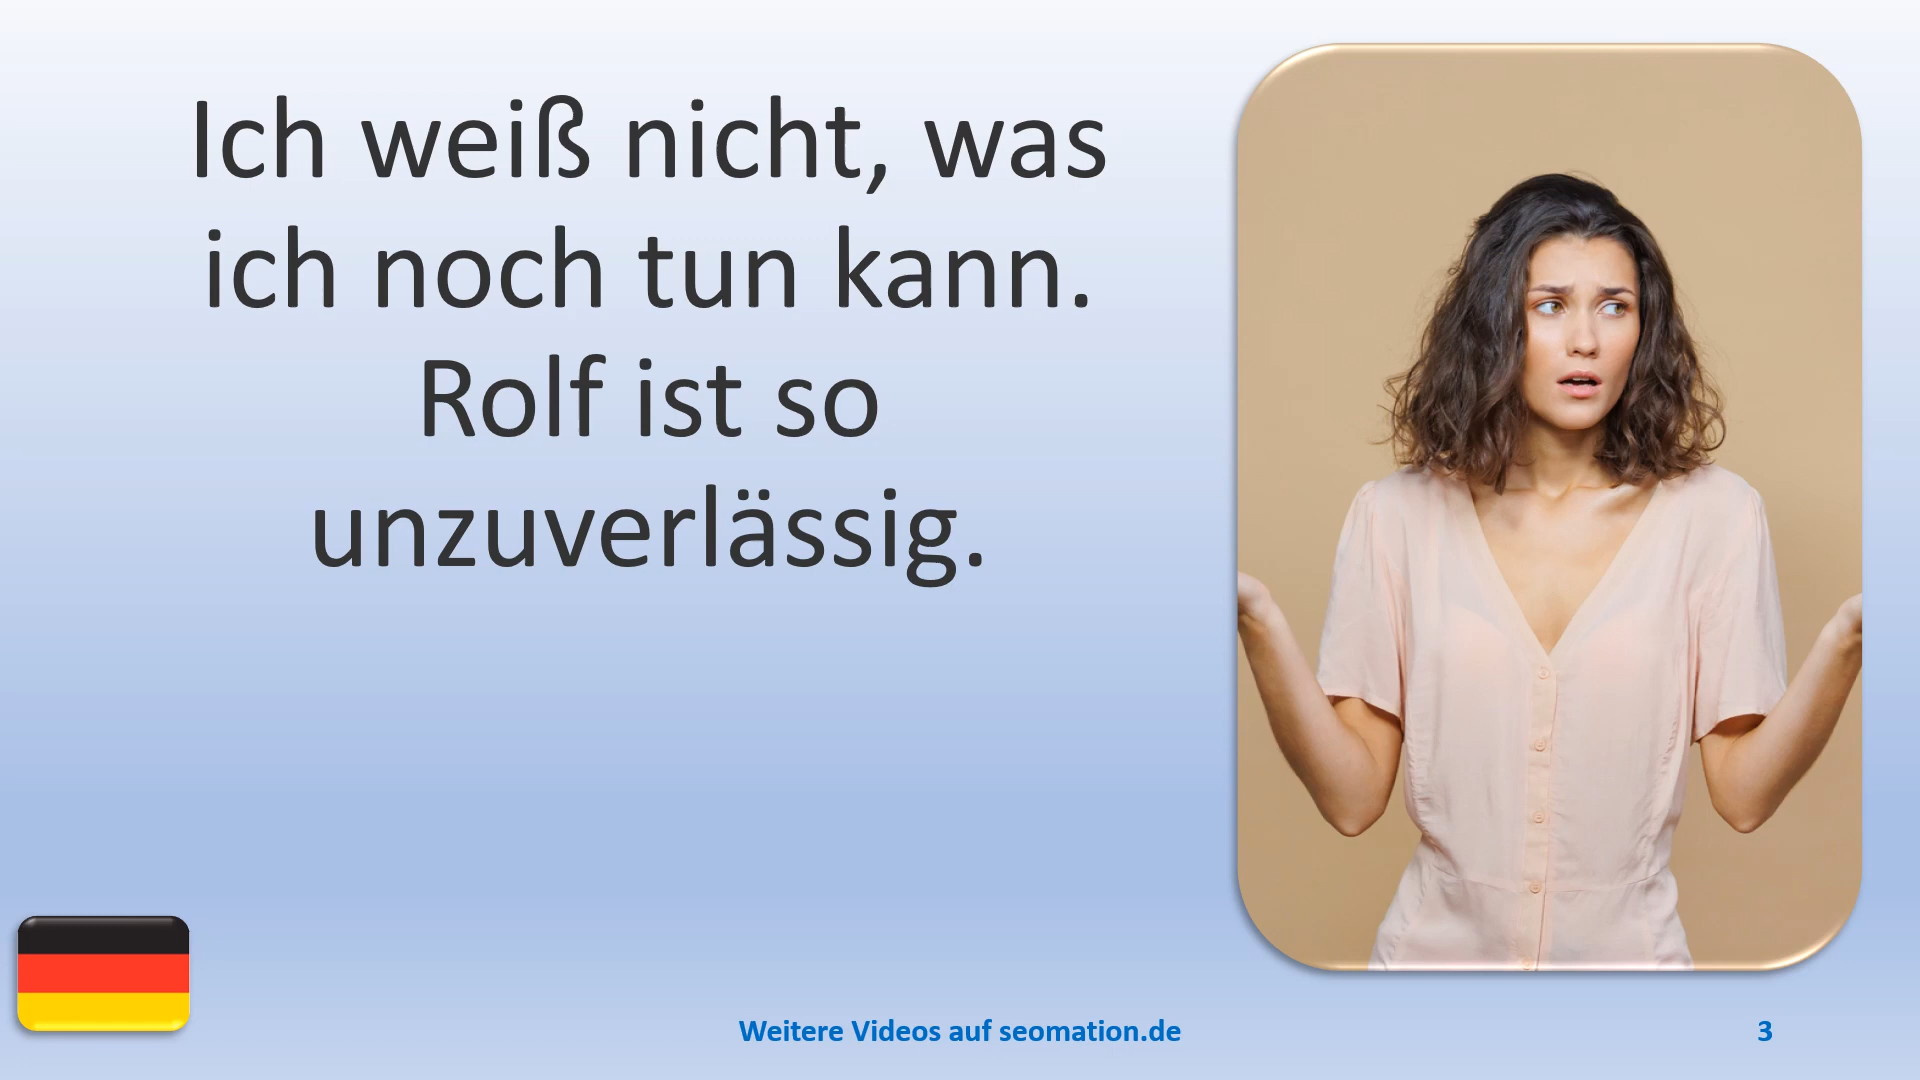 Ich weiß nicht, was
ich noch tun kann.
Rolf ist so
unzuverlässig.
Weitere Videos auf seomation.de
3